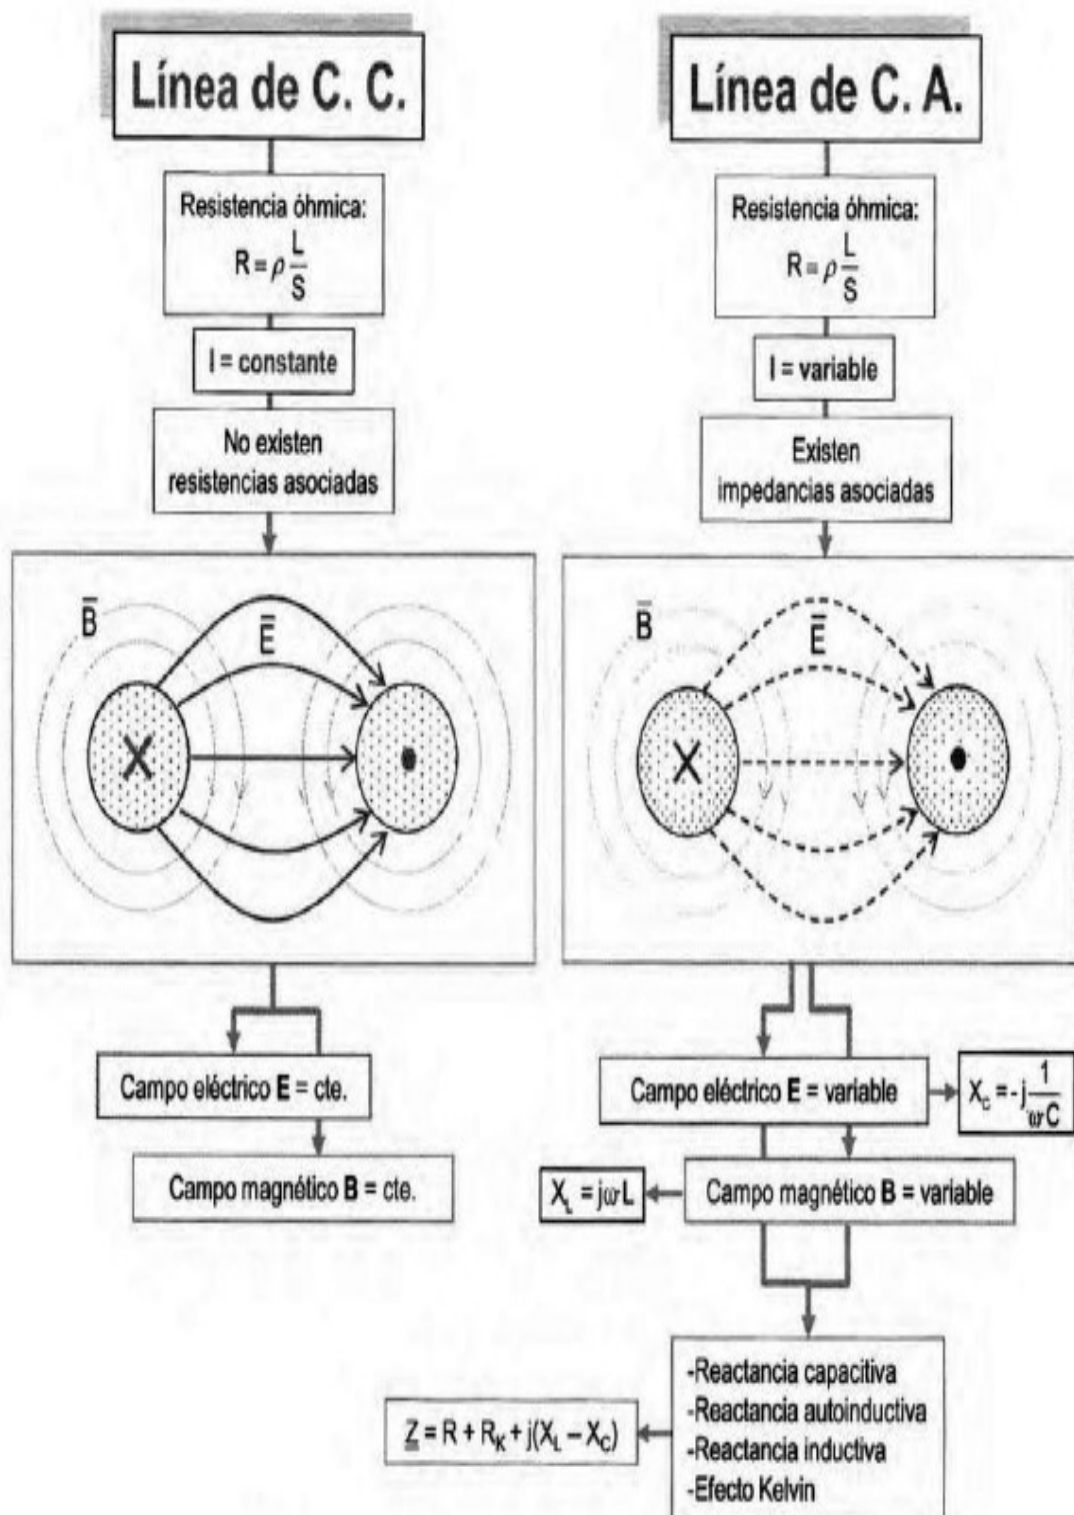 Línea de C. C.
Resistencia óhmica:
R = ρ L/S
I = constante
No existen
resistencias asociadas
B̅
E̅
X
Campo eléctrico E = cte.
Campo magnético B = cte.
Línea de C. A.
Resistencia óhmica:
R = ρ L/S
I = variable
Existen
impedancias asociadas
B̅
E̅
X
Campo eléctrico E = variable
X_C = -j 1/ωC
Campo magnético B = variable
X_L = jωL
-Reactancia capacitiva
-Reactancia autoinductiva
-Reactancia inductiva
-Efecto Kelvin
Z = R + R_K + j(X_L – X_C)